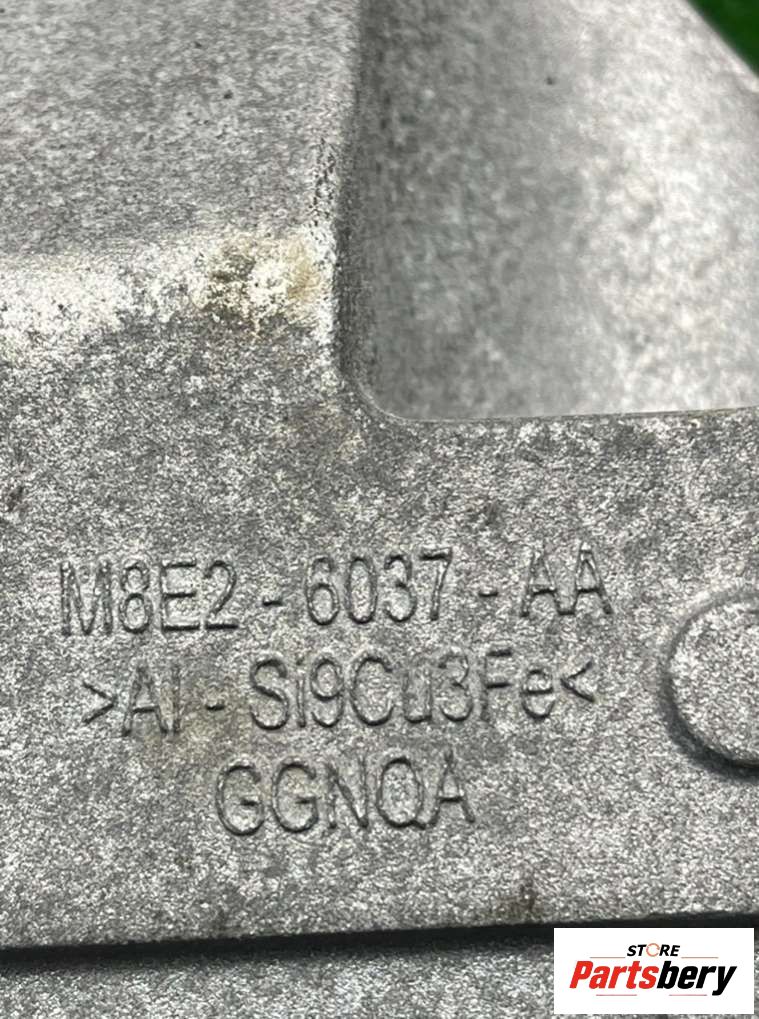 M8E2 - 6037 - AA
>Al - Si9Cu3Fe<
GGNQA
STORE
Partsbery